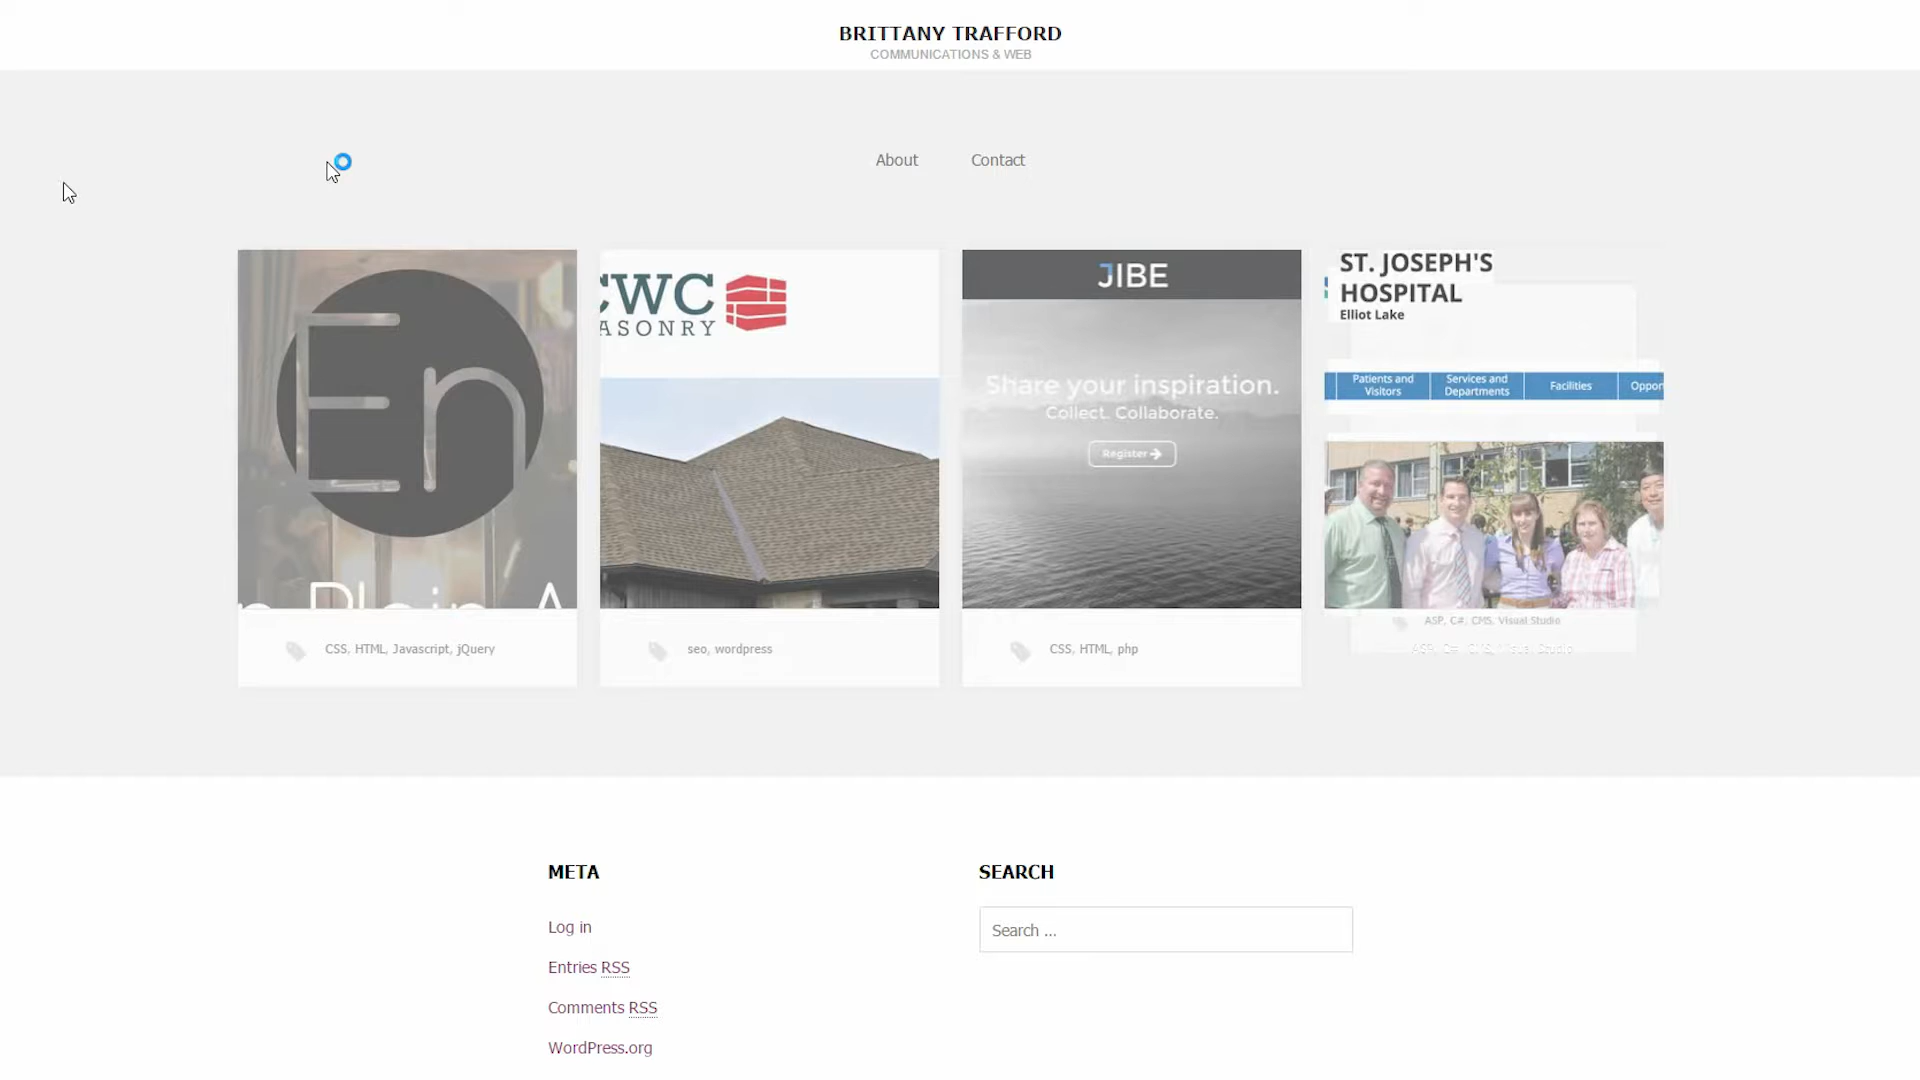 BRITTANY TRAFFORD
COMMUNICATIONS & WEB
About
Contact
En
CWC
MASONRY
JIBE
Share your inspiration.
Collect. Collaborate.
Register
ST. JOSEPH'S
HOSPITAL
Elliot Lake
Patients and
Visitors
Services and
Departments
Facilities
CSS, HTML, Javascript, jQuery
seo, wordpress
CSS, HTML, php
ASP, C#, CMS, Visual Studio
META
Log in
Entries RSS
Comments RSS
WordPress.org
SEARCH
Search ...